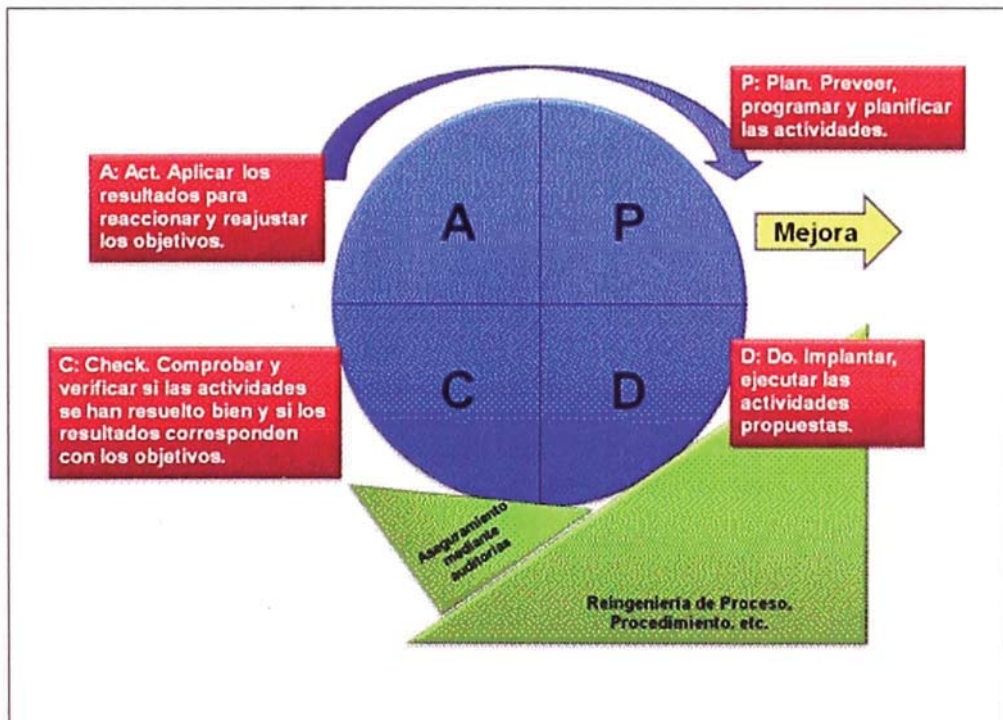 P: Plan. Preveer,
programar y planificar
las actividades.
A: Act. Aplicar los
resultados para
reaccionar y reajustar
los objetivos.
A
P
Mejora
C: Check. Comprobar y
verificar si las actividades
se han resuelto bien y si los
resultados corresponden
con los objetivos.
C
D
D: Do. Implantar,
ejecutar las
actividades
propuestas.
Aseguramiento
mediante
auditorías
Reingeniería de Proceso,
Procedimiento, etc.